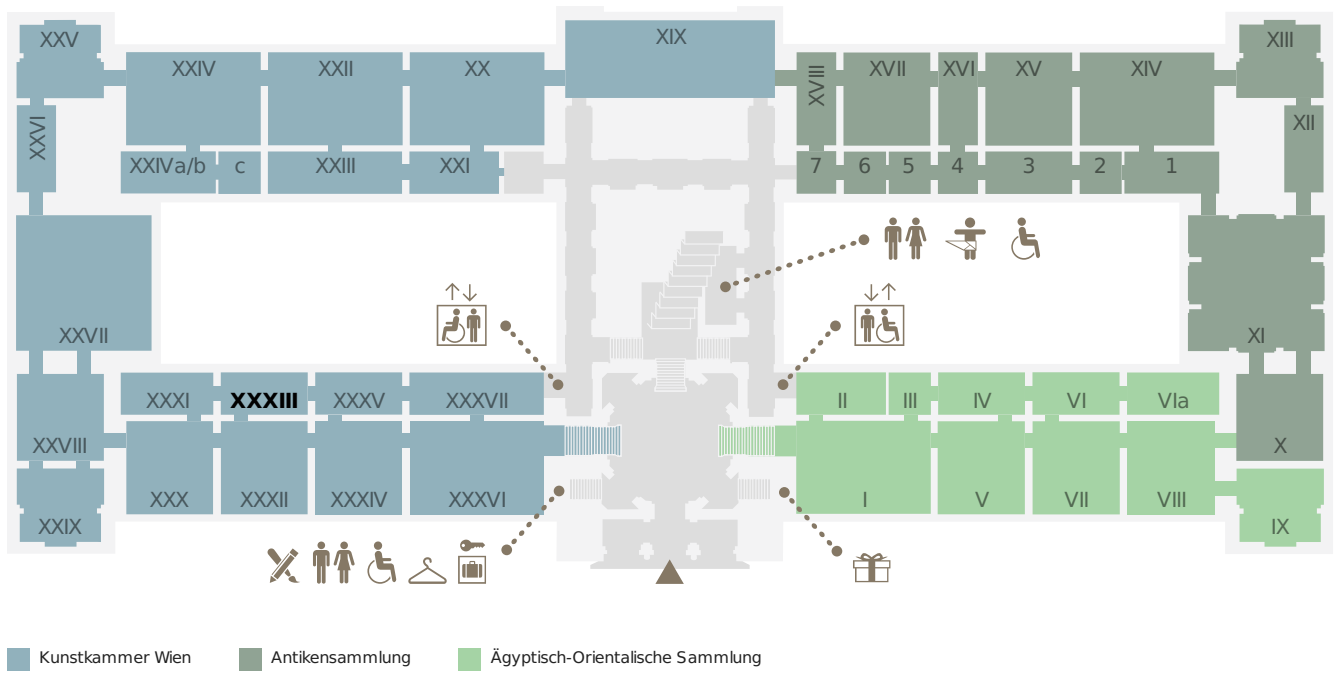 XXV
XIX
XIII
XXIV
XXII
XX
XVIII
XVII
XVI
XV
XIV
XXVI
XII
XXIVa/b
c
XXIII
XXI
7
6
5
4
3
2
1
XXVII
XI
XXXI
XXXIII
XXXV
XXXVII
II
III
IV
VI
VIa
XXVIII
X
XXX
XXXII
XXXIV
XXXVI
I
V
VII
VIII
XXIX
IX
Kunstkammer Wien
Antikensammlung
Ägyptisch-Orientalische Sammlung